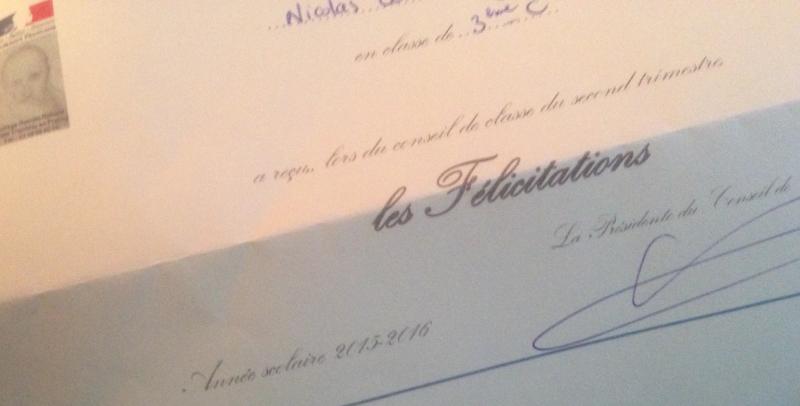 Nicolas
en classe de 3ème C
a reçu, lors du conseil de classe du second trimestre
les Félicitations
La Présidente du Conseil de
Année scolaire 2015-2016